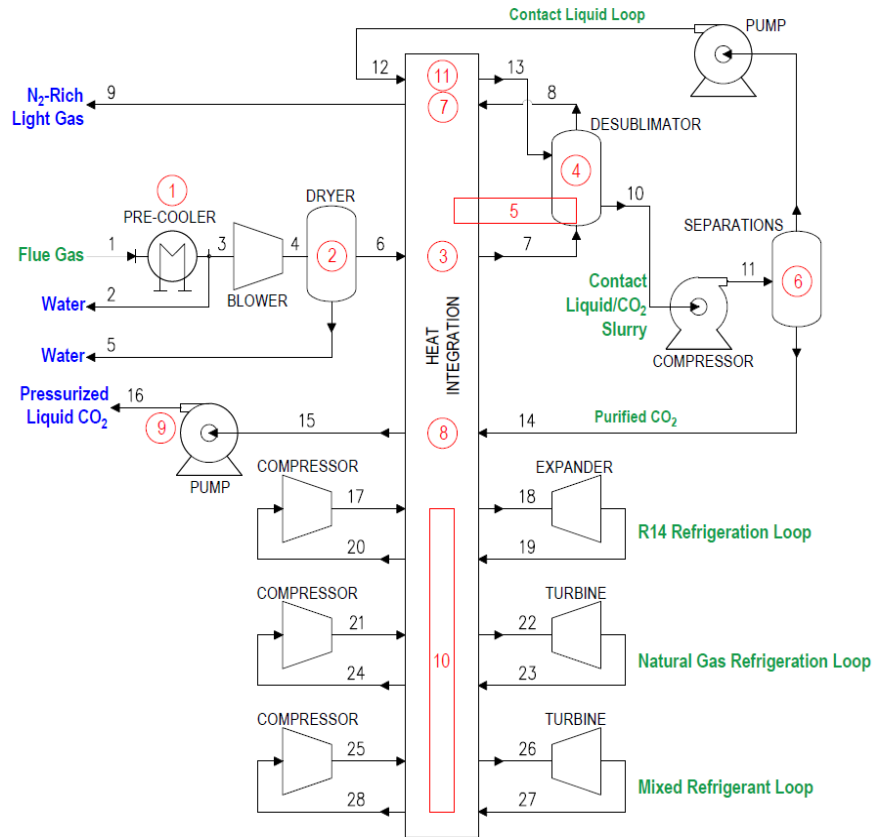 Contact Liquid Loop
PUMP
12
11
13
N2-Rich
Light Gas
9
7
8
DESUBLIMATOR
4
10
1
PRE-COOLER
DRYER
5
SEPARATIONS
Flue Gas
1
3
4
2
6
3
7
11
6
Water
2
BLOWER
Contact
Liquid/CO2
Slurry
COMPRESSOR
Water
5
HEAT
INTEGRATION
Pressurized
Liquid CO2
16
9
15
8
14
Purified CO2
PUMP
COMPRESSOR
17
18
EXPANDER
20
19
R14 Refrigeration Loop
COMPRESSOR
21
22
TURBINE
10
24
23
Natural Gas Refrigeration Loop
COMPRESSOR
25
26
TURBINE
28
27
Mixed Refrigerant Loop